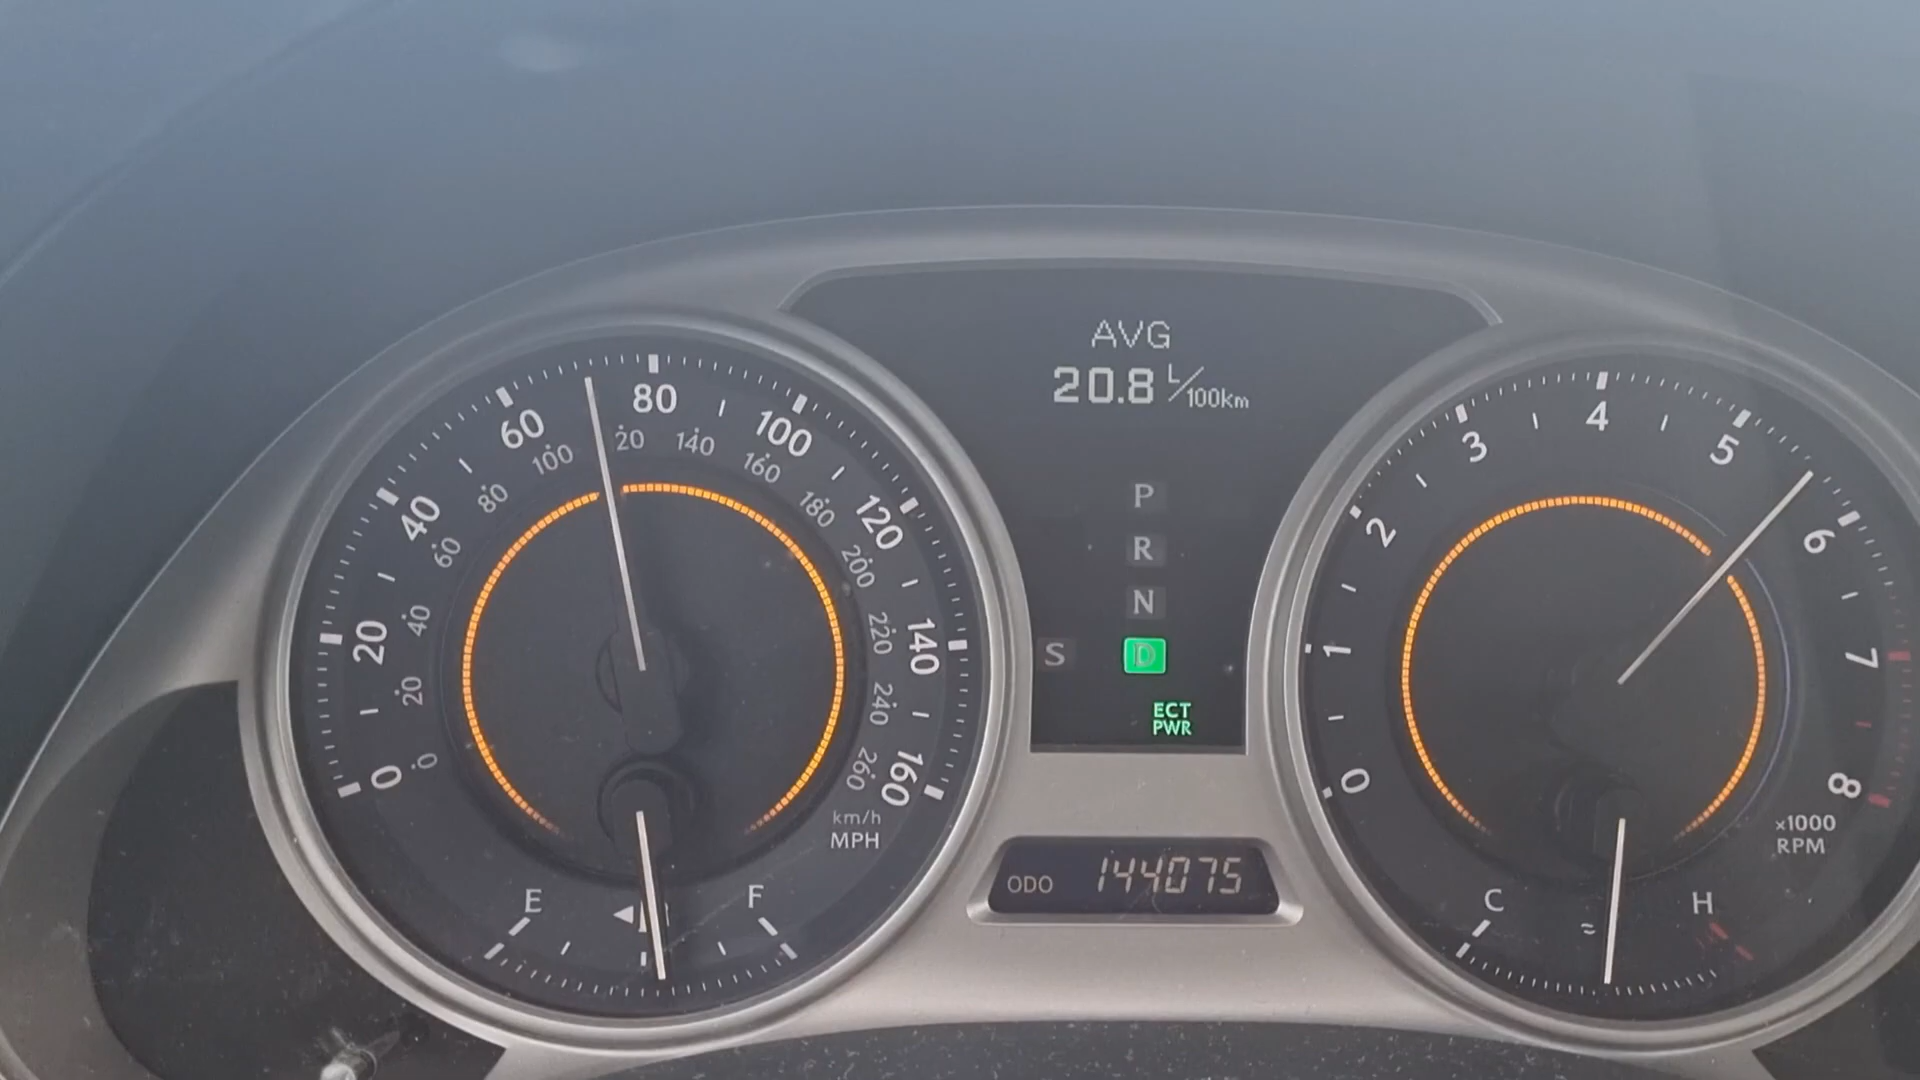 AVG
20.8 L/100km
P
R
N
S D
ECT
PWR
0 20 40 60 80 100 120 140 160
0 20 40 60 80 100 20 140 160 180 200 220 240 260
km/h
MPH
E F
ODO 144075
0 1 2 3 4 5 6 7 8
x1000
RPM
C H